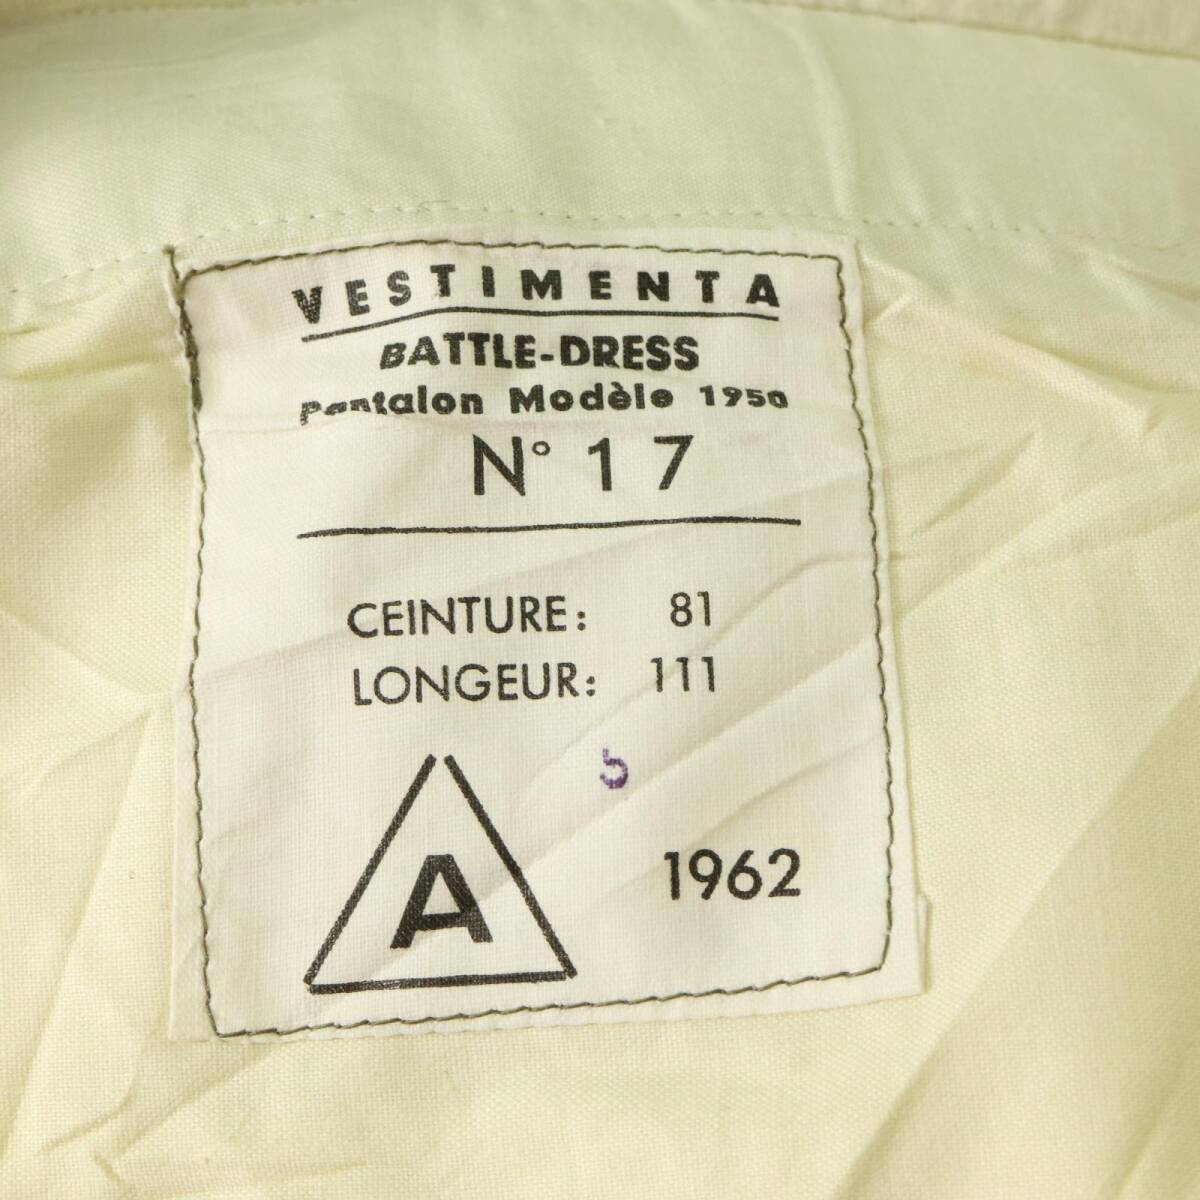 VESTIMENTA
BATTLE-DRESS
Pantalon Modèle 1950
N° 17
CEINTURE: 81
LONGEUR: 111
5
A
1962